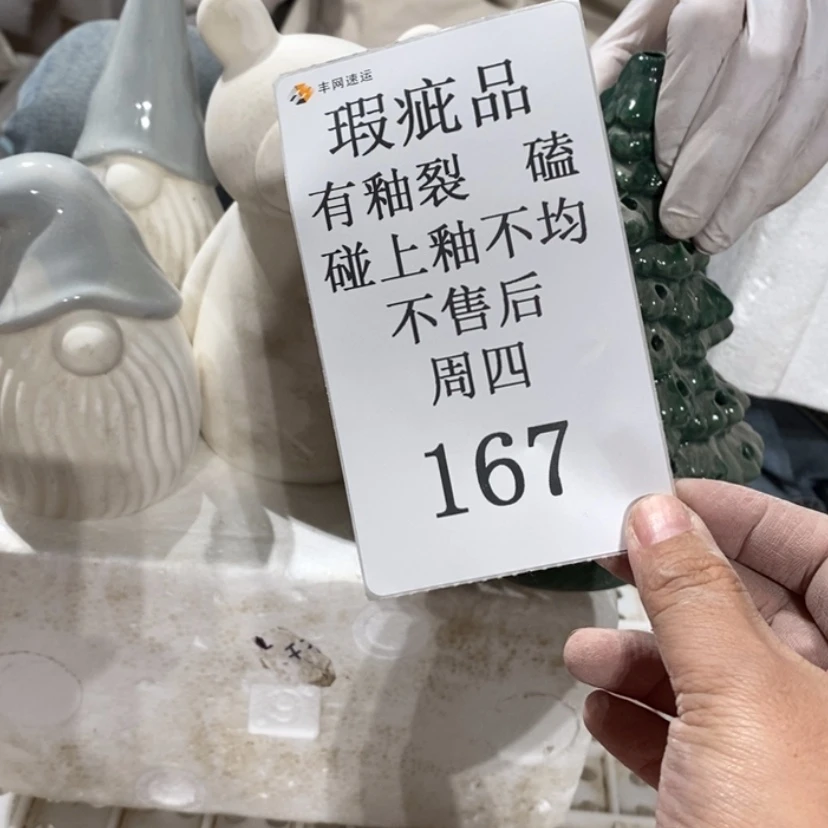 丰网速运
瑕疵品
有釉裂 磕
碰上釉不均
不售后
周四
167